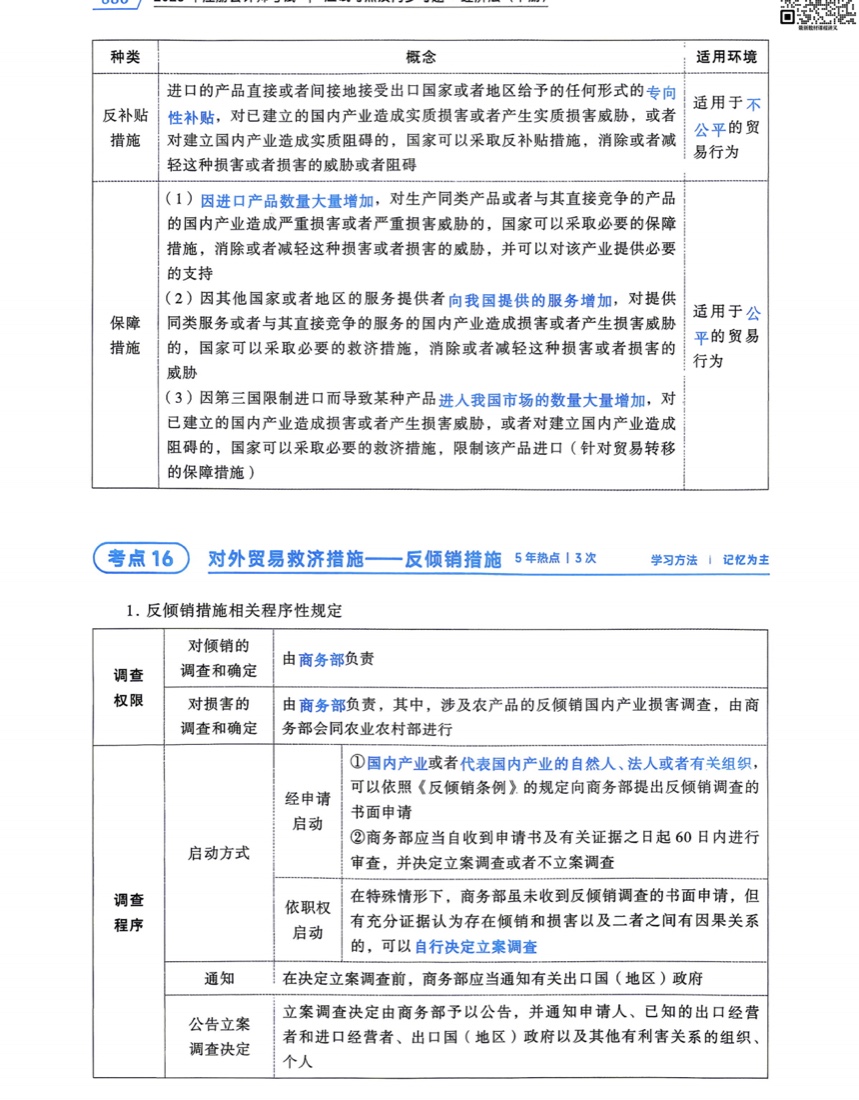 种类 概念 适用环境
反补贴
措施
进口的产品直接或者间接地接受出口国家或者地区给予的任何形式的专向
性补贴，对已建立的国内产业造成实质损害或者产生实质损害威胁，或者
对建立国内产业造成实质阻碍的，国家可以采取反补贴措施，消除或者减
轻这种损害或者损害的威胁或者阻碍
适用于不
公平的贸
易行为
保障
措施
（1）因进口产品数量大量增加，对生产同类产品或者与其直接竞争的产品
的国内产业造成严重损害或者严重损害威胁的，国家可以采取必要的保障
措施，消除或者减轻这种损害或者损害的威胁，并可以对该产业提供必要
的支持
（2）因其他国家或者地区的服务提供者向我国提供的服务增加，对提供
同类服务或者与其直接竞争的服务的国内产业造成损害或者产生损害威胁
的，国家可以采取必要的救济措施，消除或者减轻这种损害或者损害的
威胁
（3）因第三国限制进口而导致某种产品进入我国市场的数量大量增加，对
已建立的国内产业造成损害或者产生损害威胁，或者对建立国内产业造成
阻碍的，国家可以采取必要的救济措施，限制该产品进口（针对贸易转移
的保障措施）
适用于公
平的贸易
行为
考点 16 对外贸易救济措施——反倾销措施 5年热点 | 3次 学习方法 | 记忆为主
1. 反倾销措施相关程序性规定
调查
权限
对倾销的
调查和确定
由商务部负责
对损害的
调查和确定
由商务部负责，其中，涉及农产品的反倾销国内产业损害调查，由商
务部会同农业农村部进行
调查
程序
启动方式
经申请
启动
①国内产业或者代表国内产业的自然人、法人或者有关组织，
可以依照《反倾销条例》的规定向商务部提出反倾销调查的
书面申请
②商务部应当自收到申请书及有关证据之日起 60 日内进行
审查，并决定立案调查或者不立案调查
依职权
启动
在特殊情形下，商务部虽未收到反倾销调查的书面申请，但
有充分证据认为存在倾销和损害以及二者之间有因果关系
的，可以自行决定立案调查
通知
在决定立案调查前，商务部应当通知有关出口国（地区）政府
公告立案
调查决定
立案调查决定由商务部予以公告，并通知申请人、已知的出口经营
者和进口经营者、出口国（地区）政府以及其他有利害关系的组织、
个人